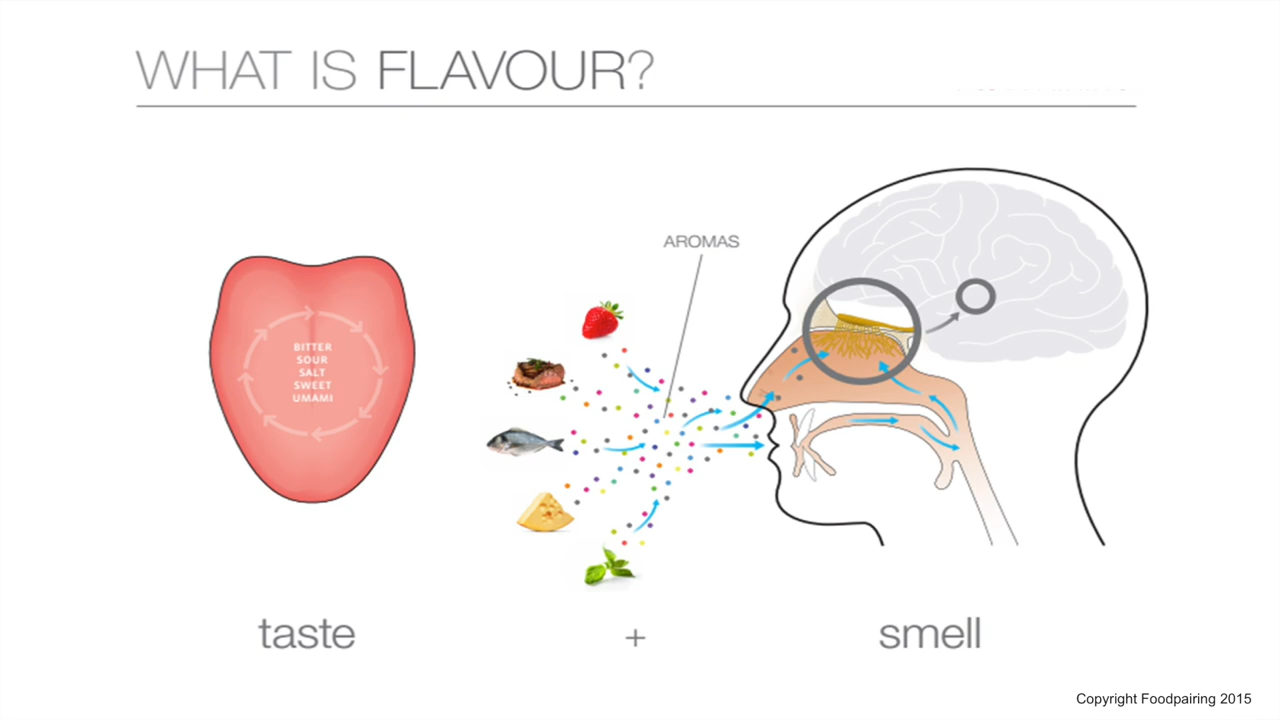 WHAT IS FLAVOUR?
AROMAS
BITTER
SOUR
SALT
SWEET
UMAMI
taste + smell
Copyright Foodpairing 2015